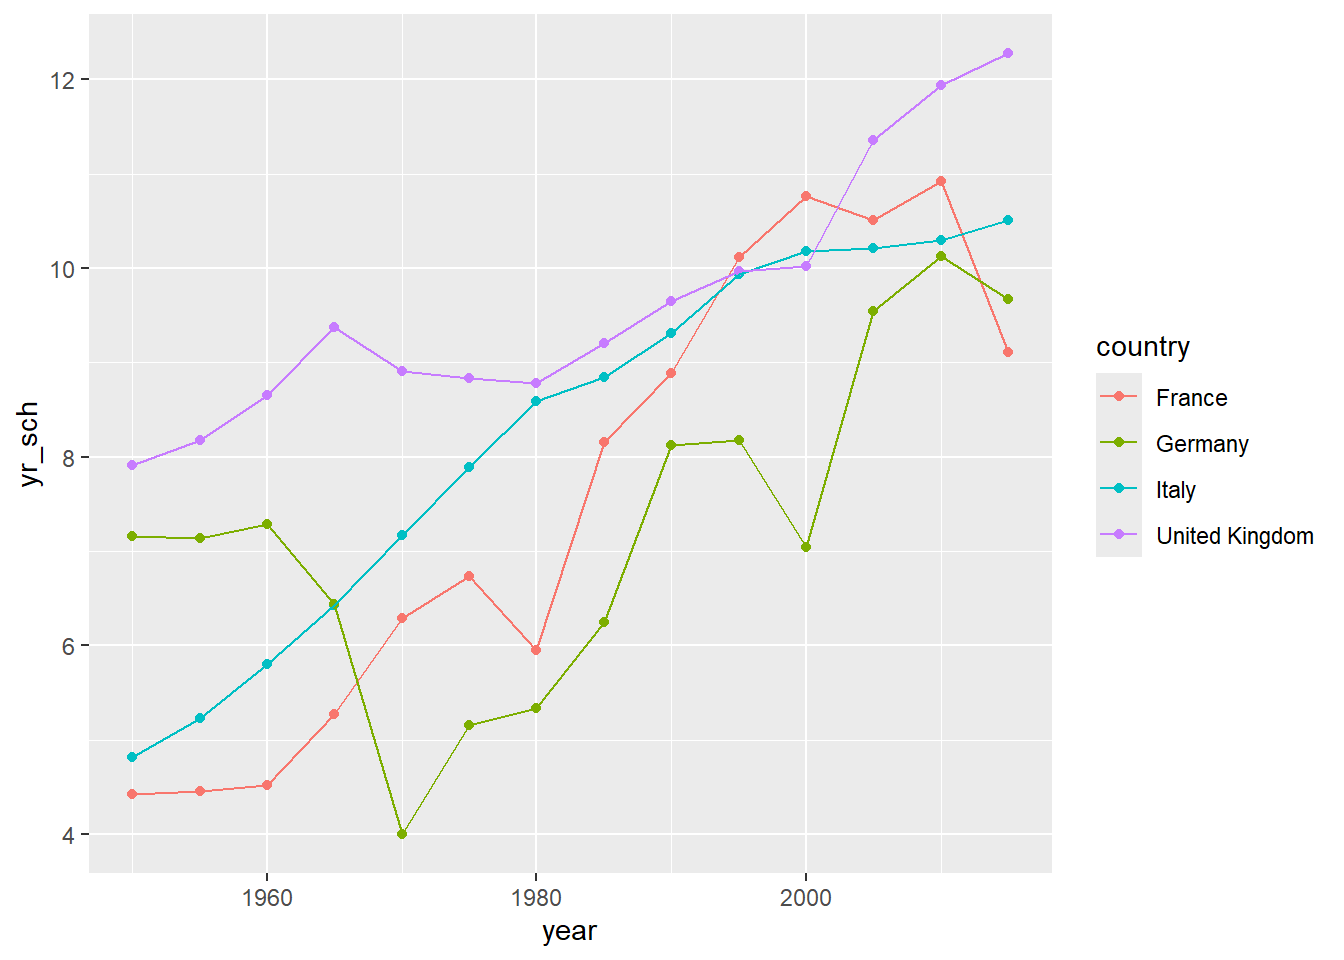 12
10
8
6
4
yr_sch
1960
1980
2000
year
country
France
Germany
Italy
United Kingdom